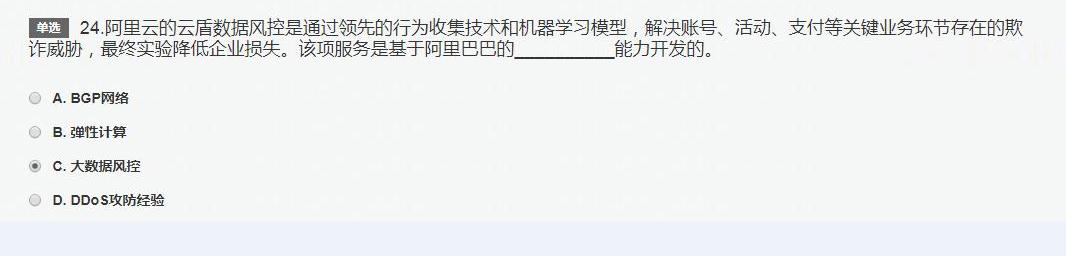 单选 24.阿里云的云盾数据风控是通过领先的行为收集技术和机器学习模型，解决账号、活动、支付等关键业务环节存在的欺
诈威胁，最终实验降低企业损失。该项服务是基于阿里巴巴的__________能力开发的。
A. BGP网络
B. 弹性计算
C. 大数据风控
D. DDoS攻防经验